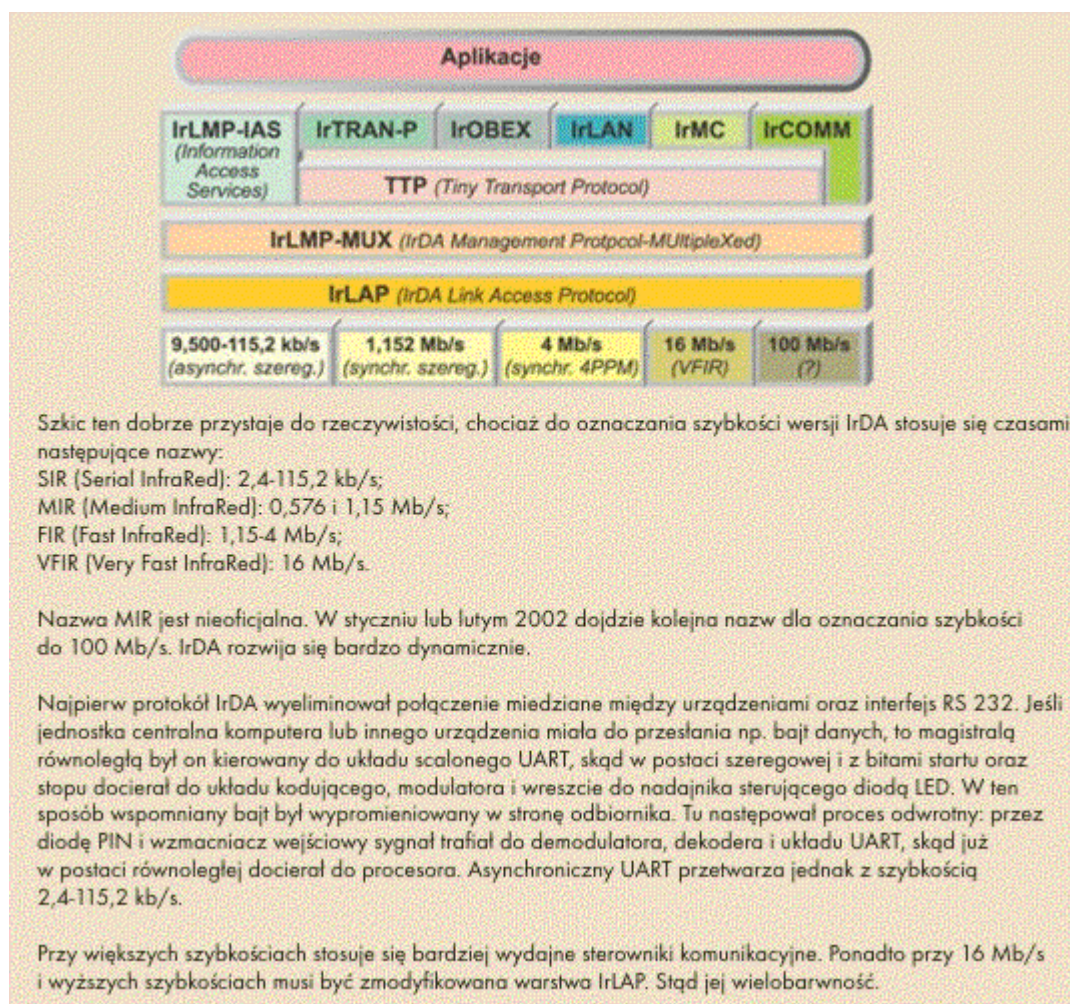 Aplikacje
IrLMP-IAS
(Information
Access
Services)
IrTRAN-P
IrOBEX
IrLAN
IrMC
IrCOMM
TTP (Tiny Transport Protocol)
IrLMP-MUX (IrDA Management Protpcol-MUltipleXed)
IrLAP (IrDA Link Access Protocol)
9,500-115,2 kb/s
(asynchr. szereg.)
1,152 Mb/s
(synchr. szereg.)
4 Mb/s
(synchr. 4PPM)
16 Mb/s
(VFIR)
100 Mb/s
(?)
Szkic ten dobrze przystaje do rzeczywistości, chociaż do oznaczania szybkości wersji IrDA stosuje się czasami
następujące nazwy:
SIR (Serial InfraRed): 2,4-115,2 kb/s;
MIR (Medium InfraRed): 0,576 i 1,15 Mb/s;
FIR (Fast InfraRed): 1,15-4 Mb/s;
VFIR (Very Fast InfraRed): 16 Mb/s.
Nazwa MIR jest nieoficjalna. W styczniu lub lutym 2002 dojdzie kolejna nazw dla oznaczania szybkości
do 100 Mb/s. IrDA rozwija się bardzo dynamicznie.
Najpierw protokół IrDA wyeliminował połączenie miedziane między urządzeniami oraz interfejs RS 232. Jeśli
jednostka centralna komputera lub innego urządzenia miała do przesłania np. bajt danych, to magistralą
równoległą był on kierowany do układu scalonego UART, skąd w postaci szeregowej i z bitami startu oraz
stopu docierał do układu kodującego, modulatora i wreszcie do nadajnika sterującego diodą LED. W ten
sposób wspomniany bajt był wypromieniowany w stronę odbiornika. Tu następował proces odwrotny: przez
diodę PIN i wzmacniacz wejściowy sygnał trafiał do demodulatora, dekodera i układu UART, skąd już
w postaci równoległej docierał do procesora. Asynchroniczny UART przetwarza jednak z szybkością
2,4-115,2 kb/s.
Przy większych szybkościach stosuje się bardziej wydajne sterowniki komunikacyjne. Ponadto przy 16 Mb/s
i wyższych szybkościach musi być zmodyfikowana warstwa IrLAP. Stąd jej wielobarwność.